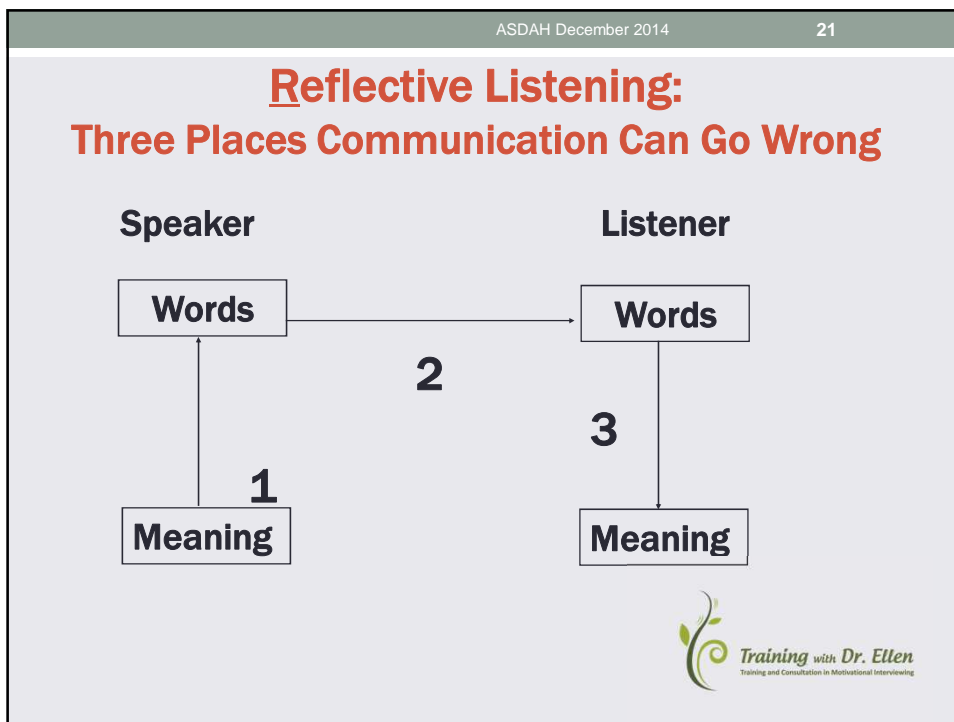 ASDAH December 2014 21
Reflective Listening:
Three Places Communication Can Go Wrong
Speaker Listener
Words Words
2
3
1
Meaning Meaning
Training with Dr. Ellen
Training and Consultation in Motivational Interviewing